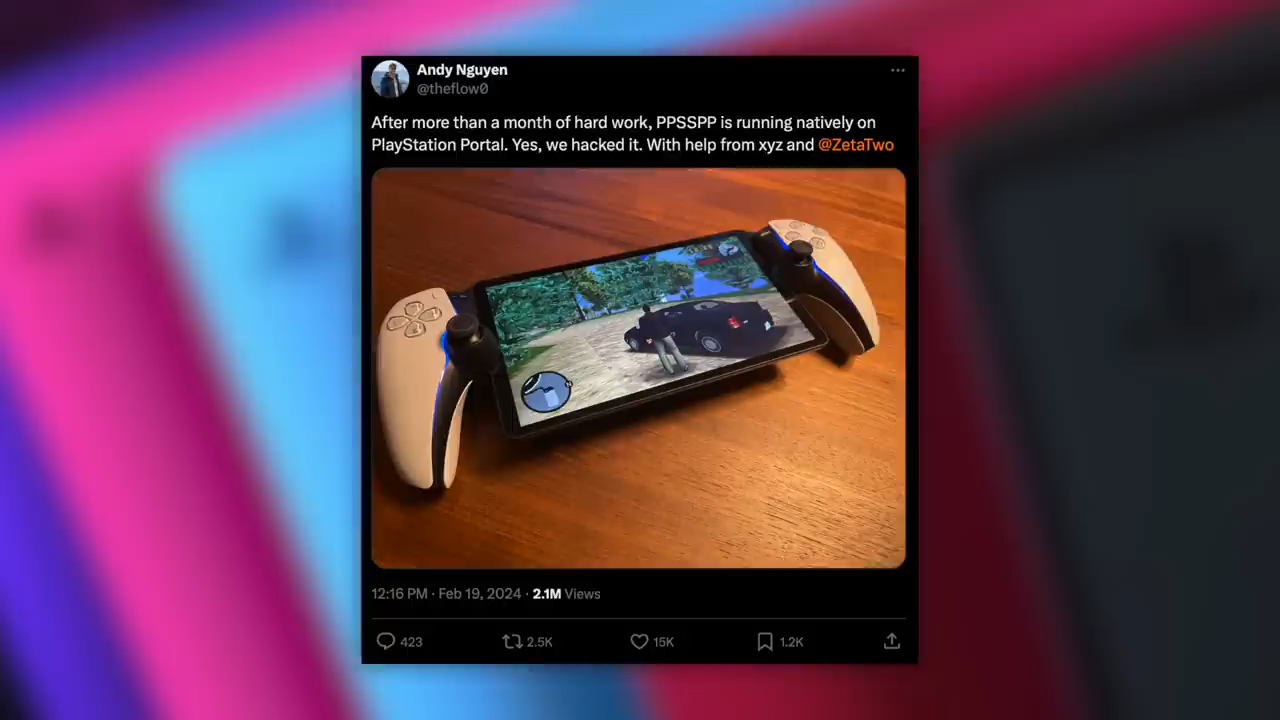 Andy Nguyen
@theflow0
After more than a month of hard work, PPSSPP is running natively on
PlayStation Portal. Yes, we hacked it. With help from xyz and @ZetaTwo
12:16 PM · Feb 19, 2024 · 2.1M Views
423 2.5K 15K 1.2K